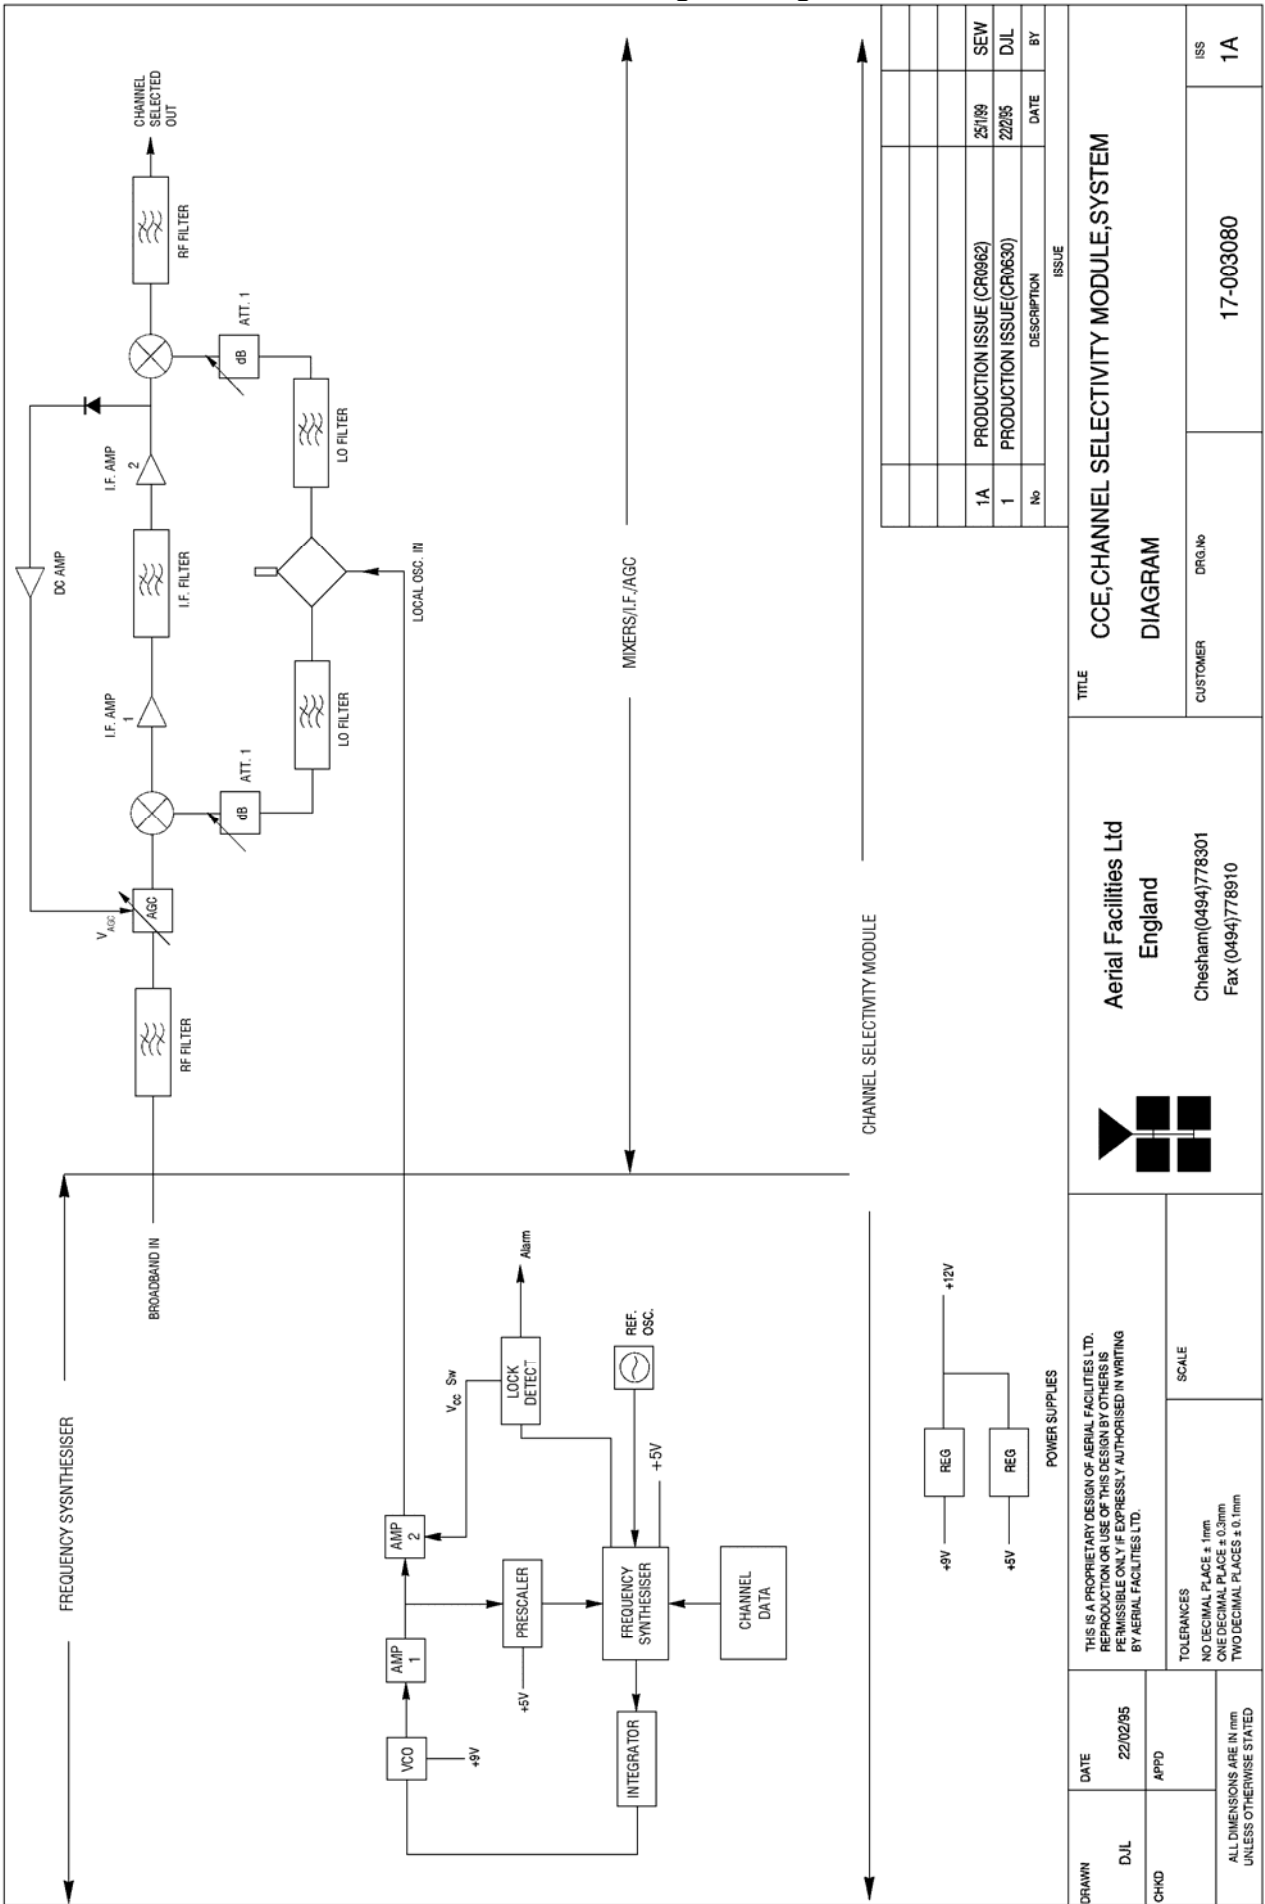 FREQUENCY SYSNTHESISER
BROADBAND IN
RF FILTER
V AGC
AGC
DC AMP
I.F. AMP
1
I.F. FILTER
I.F. AMP
2
RF FILTER
CHANNEL
SELECTED
OUT
dB
ATT. 1
dB
ATT. 1
LO FILTER
LO FILTER
LOCAL OSC. IN
VCO
+9V
AMP
1
AMP
2
Vcc Sw
LOCK
DETECT
Alarm
PRESCALER
+5V
REF.
OSC.
INTEGRATOR
FREQUENCY
SYNTHESISER
+5V
CHANNEL
DATA
MIXERS/I.F./AGC
CHANNEL SELECTIVITY MODULE
+9V
REG
+12V
+5V
REG
POWER SUPPLIES
1A PRODUCTION ISSUE (CR0962) 25/1/99 SEW
1 PRODUCTION ISSUE(CR0630) 22/2/95 DJL
No DESCRIPTION DATE BY
ISSUE
DRAWN
DJL
DATE
22/02/95
CHKD
APPD
ALL DIMENSIONS ARE IN mm
UNLESS OTHERWISE STATED
THIS IS A PROPRIETARY DESIGN OF AERIAL FACILITIES LTD.
REPRODUCTION OR USE OF THIS DESIGN BY OTHERS IS
PERMISSIBLE ONLY IF EXPRESSLY AUTHORISED IN WRITING
BY AERIAL FACILITIES LTD.
TOLERANCES
NO DECIMAL PLACE ± 1mm
ONE DECIMAL PLACE ± 0.3mm
TWO DECIMAL PLACES ± 0.1mm
SCALE
Aerial Facilities Ltd
England
Chesham(0494)778301
Fax (0494)778910
TITLE
CCE,CHANNEL SELECTIVITY MODULE,SYSTEM
DIAGRAM
CUSTOMER
DRG.No
17-003080
ISS
1A